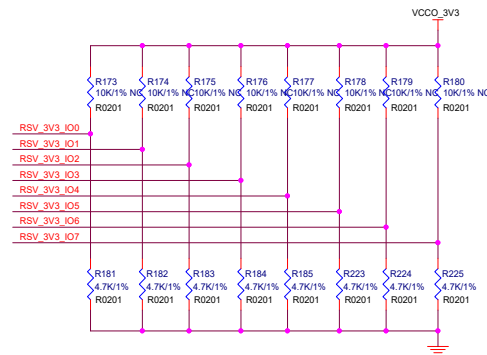 VCCO_3V3
R173 R174 R175 R176 R177 R178 R179 R180
10K/1% NC 10K/1% NC 10K/1% NC 10K/1% NC 10K/1% NC 10K/1% NC 10K/1% NC 10K/1% NC
R0201 R0201 R0201 R0201 R0201 R0201 R0201 R0201
RSV_3V3_IO0
RSV_3V3_IO1
RSV_3V3_IO2
RSV_3V3_IO3
RSV_3V3_IO4
RSV_3V3_IO5
RSV_3V3_IO6
RSV_3V3_IO7
R181 R182 R183 R184 R185 R223 R224 R225
4.7K/1% 4.7K/1% 4.7K/1% 4.7K/1% 4.7K/1% 4.7K/1% 4.7K/1% 4.7K/1%
R0201 R0201 R0201 R0201 R0201 R0201 R0201 R0201